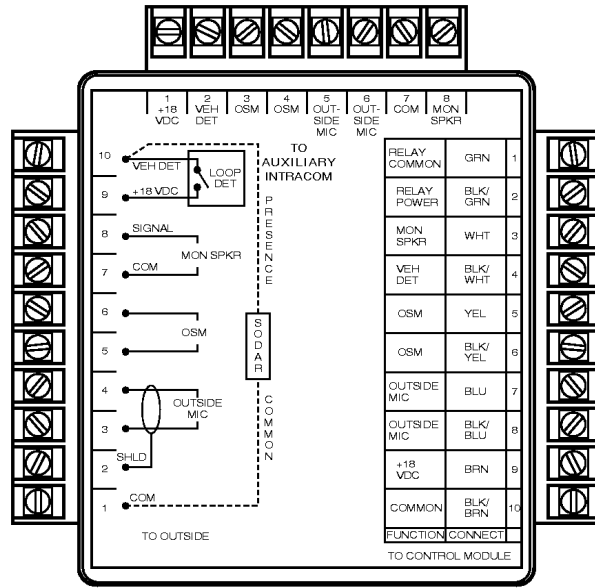 1 2 3 4 5 6 7 8
+18 VEH OSM OSM OUT- OUT- COM MON
VDC DET SIDE SIDE SPKR
MIC MIC
TO
AUXILIARY
INTRACOM
10 VEH DET
LOOP
DET
9 +18 VDC
8 SIGNAL
MON SPKR
7 COM
6
OSM
5
4
OUTSIDE
MIC
3
SHLD
2
COM
1
PRESENCE
SODAR
COMMON
TO OUTSIDE
RELAY
COMMON
GRN
1
RELAY
POWER
BLK/
GRN
2
MON
SPKR
WHT
3
VEH
DET
BLK/
WHT
4
OSM
YEL
5
OSM
BLK/
YEL
6
OUTSIDE
MIC
BLU
7
OUTSIDE
MIC
BLK/
BLU
8
+18
VDC
BRN
9
COMMON
BLK/
BRN
10
FUNCTION CONNECT
TO CONTROL MODULE